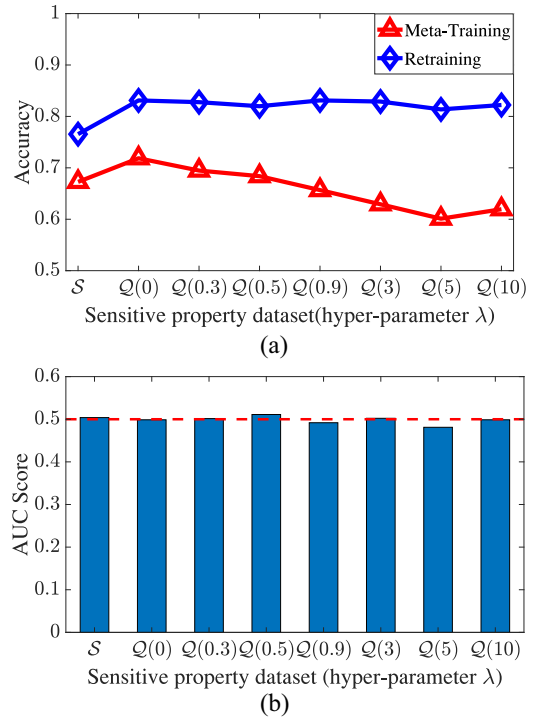 1
0.9
0.8
0.7
0.6
0.5
Accuracy
Meta-Training
Retraining
𝒮 𝒬(0) 𝒬(0.3) 𝒬(0.5) 𝒬(0.9) 𝒬(3) 𝒬(5) 𝒬(10)
Sensitive property dataset(hyper-parameter λ)
(a)
0.6
0.5
0.4
0.3
0.2
0.1
0
AUC Score
𝒮 𝒬(0) 𝒬(0.3) 𝒬(0.5) 𝒬(0.9) 𝒬(3) 𝒬(5) 𝒬(10)
Sensitive property dataset (hyper-parameter λ)
(b)